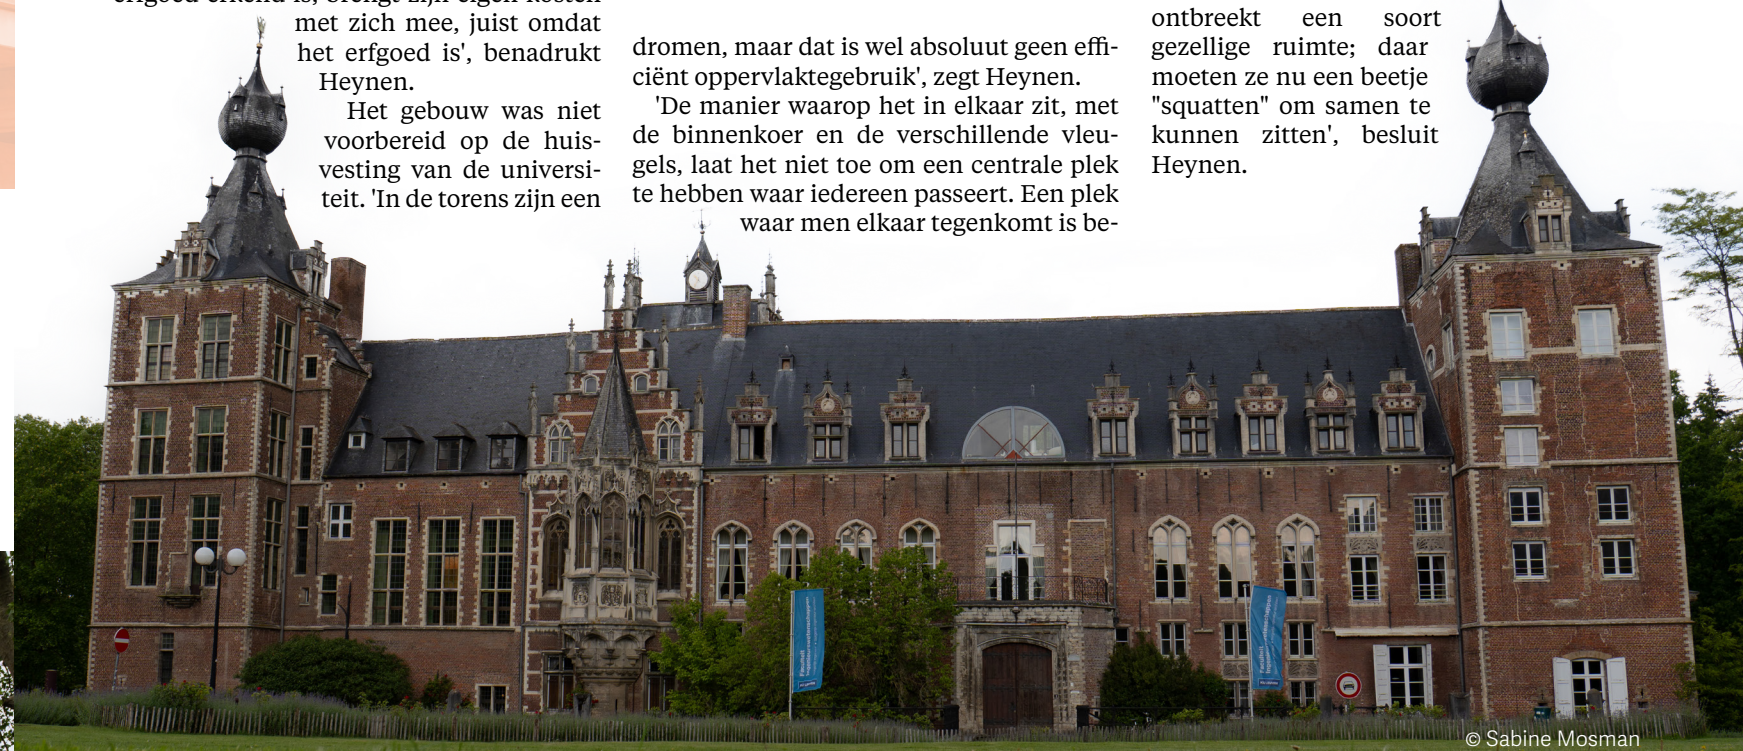 met zich mee, juist omdat
het erfgoed is', benadrukt
Heynen.
Het gebouw was niet
voorbereid op de huis-
vesting van de universi-
teit. 'In de torens zijn een
dromen, maar dat is wel absoluut geen effi-
ciënt oppervlaktegebruik', zegt Heynen.
'De manier waarop het in elkaar zit, met
de binnenkoer en de verschillende vleu-
gels, laat het niet toe om een centrale plek
te hebben waar iedereen passeert. Een plek
waar men elkaar tegenkomt is be-
ontbreekt een soort
gezellige ruimte; daar
moeten ze nu een beetje
"squatten" om samen te
kunnen zitten', besluit
Heynen.
Faculteit
Ingenieurswetenschappen
Faculteit
Ingenieurswetenschappen
© Sabine Mosman